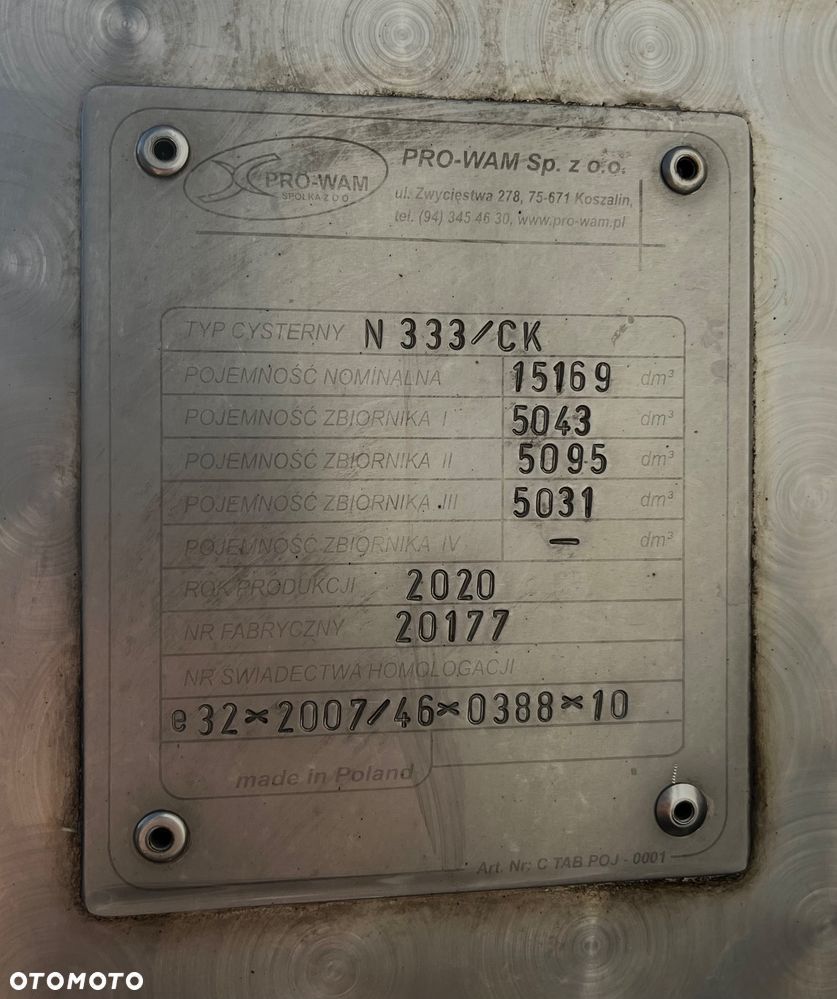 PRO-WAM
SPÓŁKA Z O.O.
PRO-WAM Sp. z o.o.
ul. Zwycięstwa 278, 75-671 Koszalin,
tel. (94) 345 46 30, www.pro-wam.pl
TYP CYSTERNY N 333/CK
POJEMNOŚĆ NOMINALNA 15169 dm³
POJEMNOŚĆ ZBIORNIKA I 5043 dm³
POJEMNOŚĆ ZBIORNIKA II 5095 dm³
POJEMNOŚĆ ZBIORNIKA III 5031 dm³
POJEMNOŚĆ ZBIORNIKA IV – dm³
ROK PRODUKCJI 2020
NR FABRYCZNY 20177
NR ŚWIADECTWA HOMOLOGACJI
e32*2007/46*0388*10
made in Poland
Art. Nr: C TAB POJ - 0001
OTOMOTO